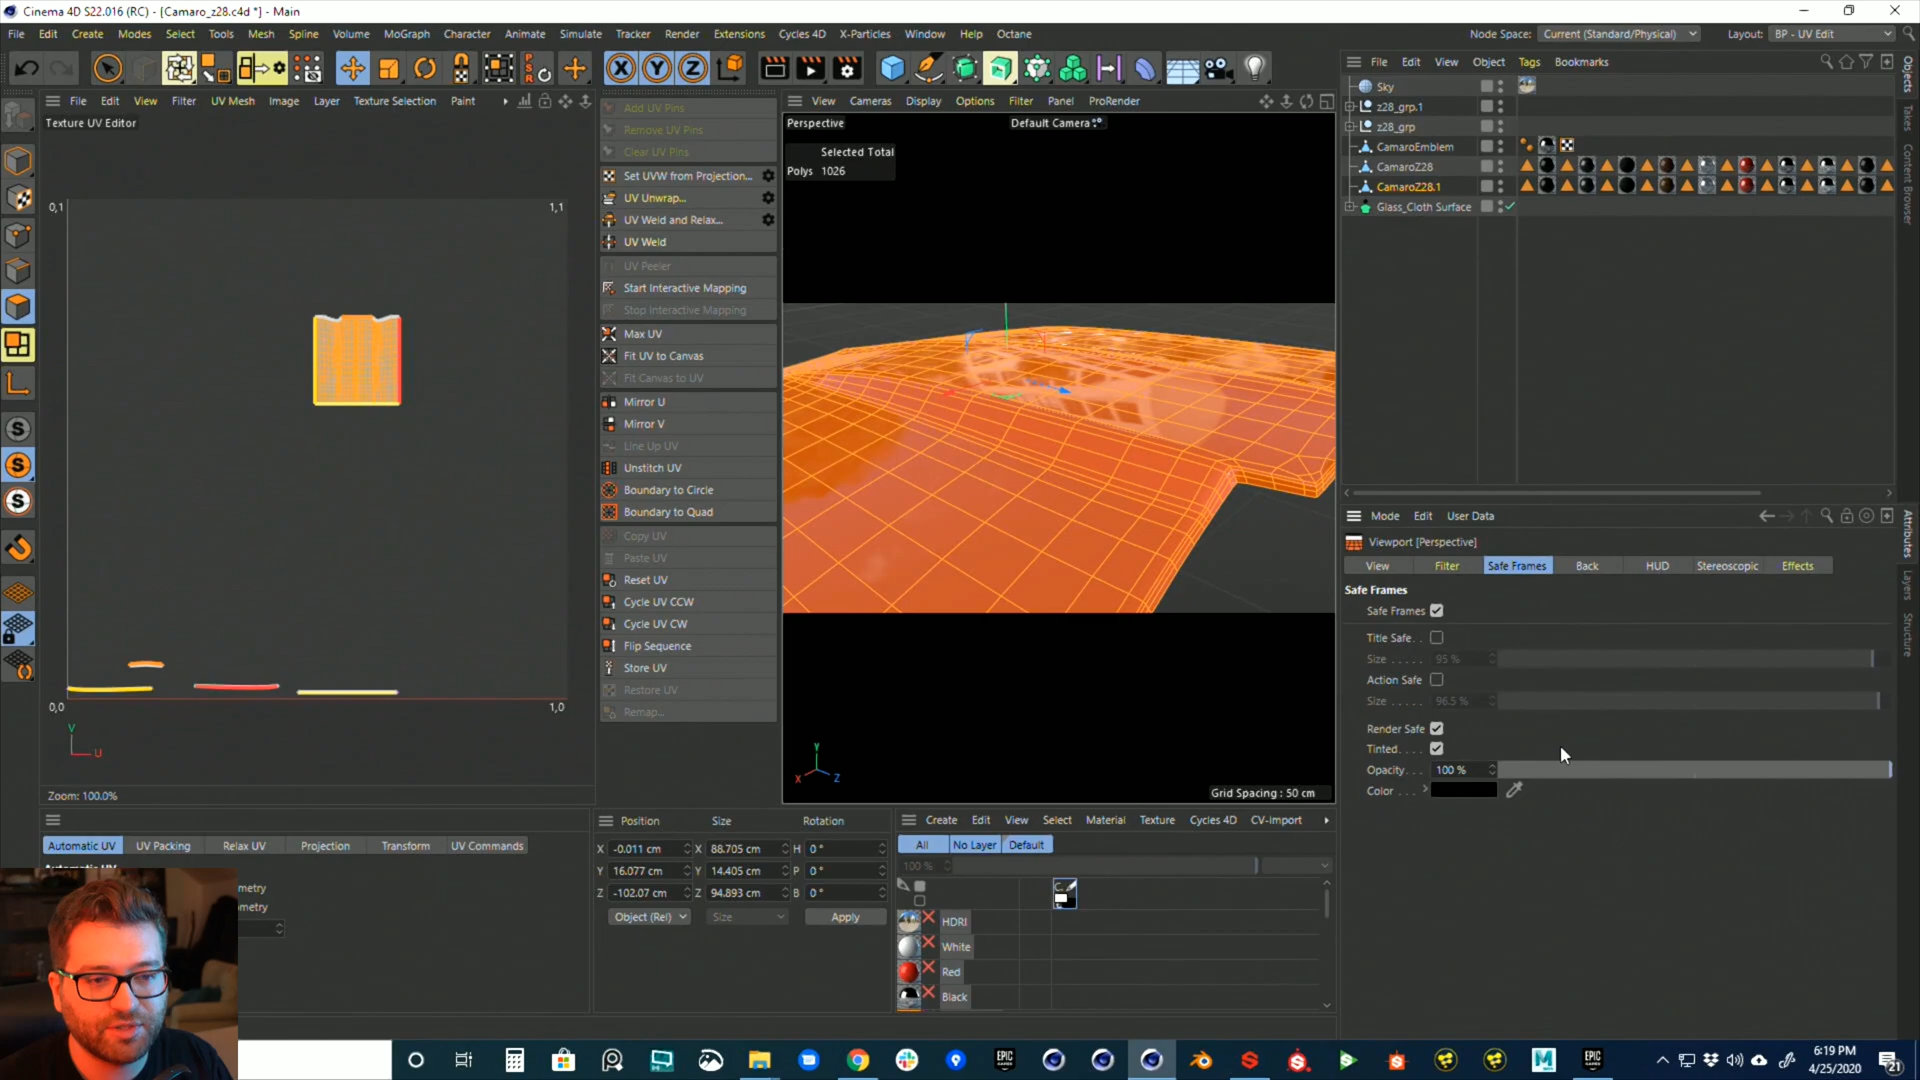 Cinema 4D S22.016 (RC) - [Camaro_z28.c4d *] - Main
File Edit Create Modes Select Tools Mesh Spline Volume MoGraph Character Animate Simulate Tracker Render Extensions Cycles 4D X-Particles Window Help Octane
Node Space: Current (Standard/Physical) Layout: BP - UV Edit
File Edit View Filter UV Mesh Image Layer Texture Selection Paint
Texture UV Editor
0,1
1,1
0,0
1,0
V
U
Zoom: 100.0%
Add UV Pins
Remove UV Pins
Clear UV Pins
Set UVW from Projection...
UV Unwrap...
UV Weld and Relax...
UV Weld
UV Peeler
Start Interactive Mapping
Stop Interactive Mapping
Max UV
Fit UV to Canvas
Fit Canvas to UV
Mirror U
Mirror V
Line Up UV
Unstitch UV
Boundary to Circle
Boundary to Quad
Copy UV
Paste UV
Reset UV
Cycle UV CCW
Cycle UV CW
Flip Sequence
Store UV
Restore UV
Remap...
View Cameras Display Options Filter Panel ProRender
Perspective
Default Camera
Selected Total
Polys 1026
Y
X
Z
Grid Spacing : 50 cm
File Edit View Object Tags Bookmarks
Sky
z28_grp.1
z28_grp
CamaroEmblem
CamaroZ28
CamaroZ28.1
Glass_Cloth Surface
Objects
Takes
Content Browser
Mode Edit User Data
Viewport [Perspective]
View Filter Safe Frames Back HUD Stereoscopic Effects
Safe Frames
Safe Frames
Title Safe . .
Size . . . . . 95 %
Action Safe
Size . . . . . 96.5 %
Render Safe
Tinted. . . . .
Opacity. . . 100 %
Color . . . .
Attributes
Layers
Structure
Automatic UV UV Packing Relax UV Projection Transform UV Commands
Position Size Rotation
X -0.011 cm X 88.705 cm H 0 °
Y 16.077 cm Y 14.405 cm P 0 °
Z -102.07 cm Z 94.893 cm B 0 °
Object (Rel) Size Apply
Create Edit View Select Material Texture Cycles 4D CV-Import
All No Layer Default
100 %
HDRI
White
Red
Black
6:19 PM
4/25/2020
21